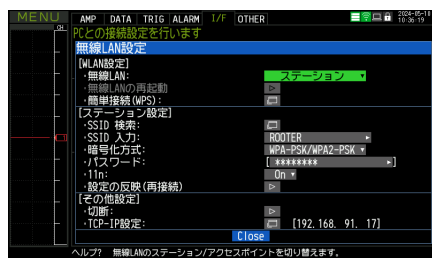 MENU
AMP DATA TRIG ALARM I/F OTHER
2024-05-18
10:36:19
CH
PCとの接続設定を行います
無線LAN設定
[WLAN設定]
・無線LAN: ステーション
・無線LANの再起動
・簡単接続(WPS):
[ステーション設定]
・SSID 検索:
・SSID 入力: ROOTER
・暗号化方式: WPA-PSK/WPA2-PSK
・パスワード: [ ******** ]
・11n: On
・設定の反映(再接続)
[その他設定]
・切断:
・TCP-IP設定: [192.168. 91. 17]
Close
ヘルプ? 無線LANのステーション/アクセスポイントを切り替えます。